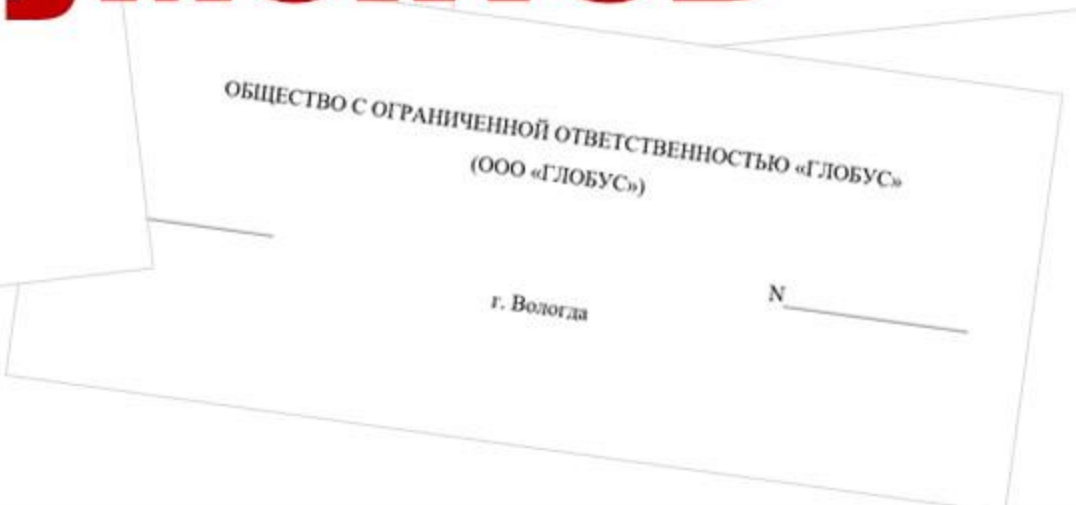 ОБЩЕСТВО С ОГРАНИЧЕННОЙ ОТВЕТСТВЕННОСТЬЮ «ГЛОБУС»
(ООО «ГЛОБУС»)
N
г. Вологда